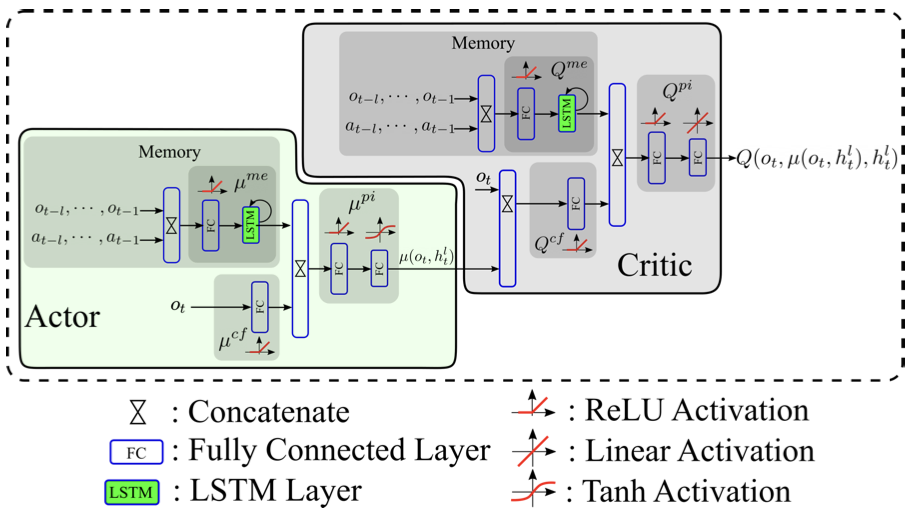 Memory
Q^{me}
o_{t-l}, ⋯, o_{t-1}
a_{t-l}, ⋯, a_{t-1}
FC
LSTM
Q^{pi}
FC
FC
Q(o_t, μ(o_t, h_t^l), h_t^l)
o_t
FC
Q^{cf}
Critic
Memory
μ^{me}
o_{t-l}, ⋯, o_{t-1}
a_{t-l}, ⋯, a_{t-1}
FC
LSTM
μ^{pi}
FC
FC
μ(o_t, h_t^l)
o_t
FC
μ^{cf}
Actor
: Concatenate
FC : Fully Connected Layer
LSTM : LSTM Layer
: ReLU Activation
: Linear Activation
: Tanh Activation